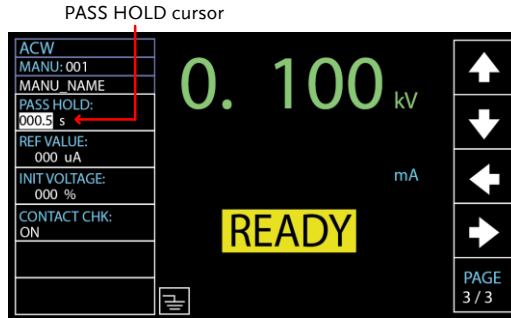 PASS HOLD cursor
ACW
MANU: 001
MANU_NAME
PASS HOLD:
000.5 s
REF VALUE:
000 uA
INIT VOLTAGE:
000 %
CONTACT CHK:
ON
0. 100 kV
mA
READY
PAGE
3 / 3